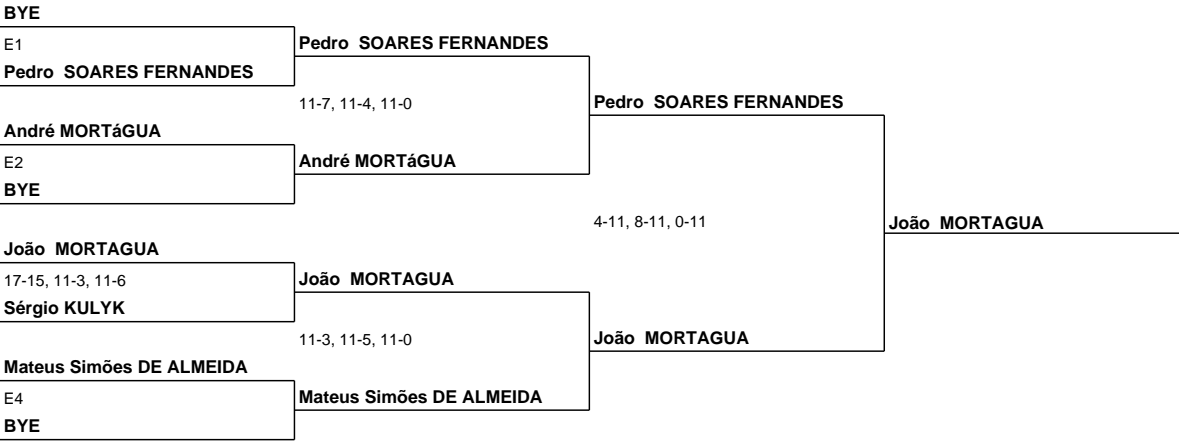 BYE
E1
Pedro  SOARES FERNANDES
Pedro  SOARES FERNANDES
11-7, 11-4, 11-0
Pedro  SOARES FERNANDES
André MORTáGUA
E2
André MORTáGUA
BYE
4-11, 8-11, 0-11
João  MORTAGUA
João  MORTAGUA
17-15, 11-3, 11-6
João  MORTAGUA
Sérgio KULYK
11-3, 11-5, 11-0
João  MORTAGUA
Mateus Simões DE ALMEIDA
E4
Mateus Simões DE ALMEIDA
BYE